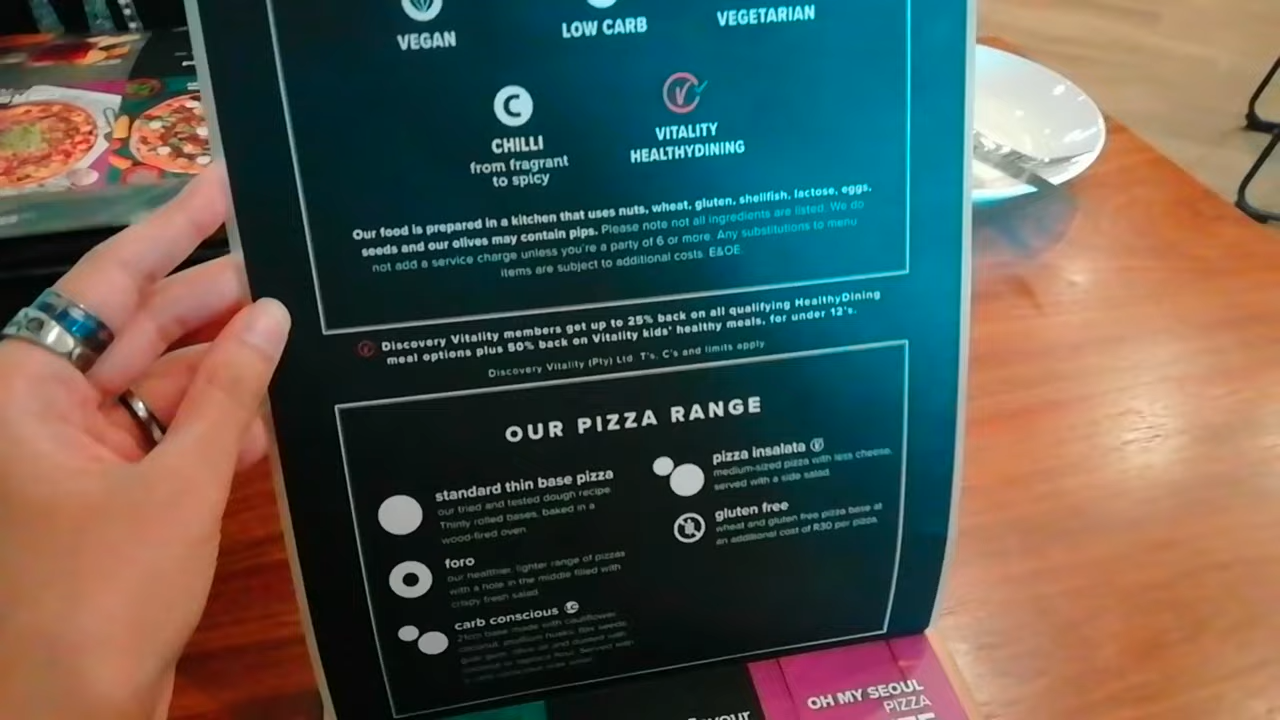 VEGAN
LOW CARB
VEGETARIAN
CHILLI
from fragrant
to spicy
VITALITY
HEALTHYDINING
Our food is prepared in a kitchen that uses nuts, wheat, gluten, shellfish, lactose, eggs,
seeds and our olives may contain pips. Please note not all ingredients are listed. We do
not add a service charge unless you're a party of 6 or more. Any substitutions to menu
items are subject to additional costs. E&OE.
Discovery Vitality members get up to 25% back on all qualifying HealthyDining
meal options plus 50% back on Vitality kids' healthy meals, for under 12's.
Discovery Vitality (Pty) Ltd. T's, C's and limits apply.
OUR PIZZA RANGE
standard thin base pizza
our tried and tested dough recipe.
Thinly rolled bases, baked in a
wood-fired oven.
foro
our healthier, lighter range of pizzas
with a hole in the middle filled with
crispy fresh salad.
carb conscious LC
21cm base made with cauliflower,
pizza insalata
medium-sized pizza with less cheese,
served with a side salad.
gluten free
wheat and gluten free pizza base at
an additional cost of R30 per pizza.
OH MY SEOUL
PIZZA